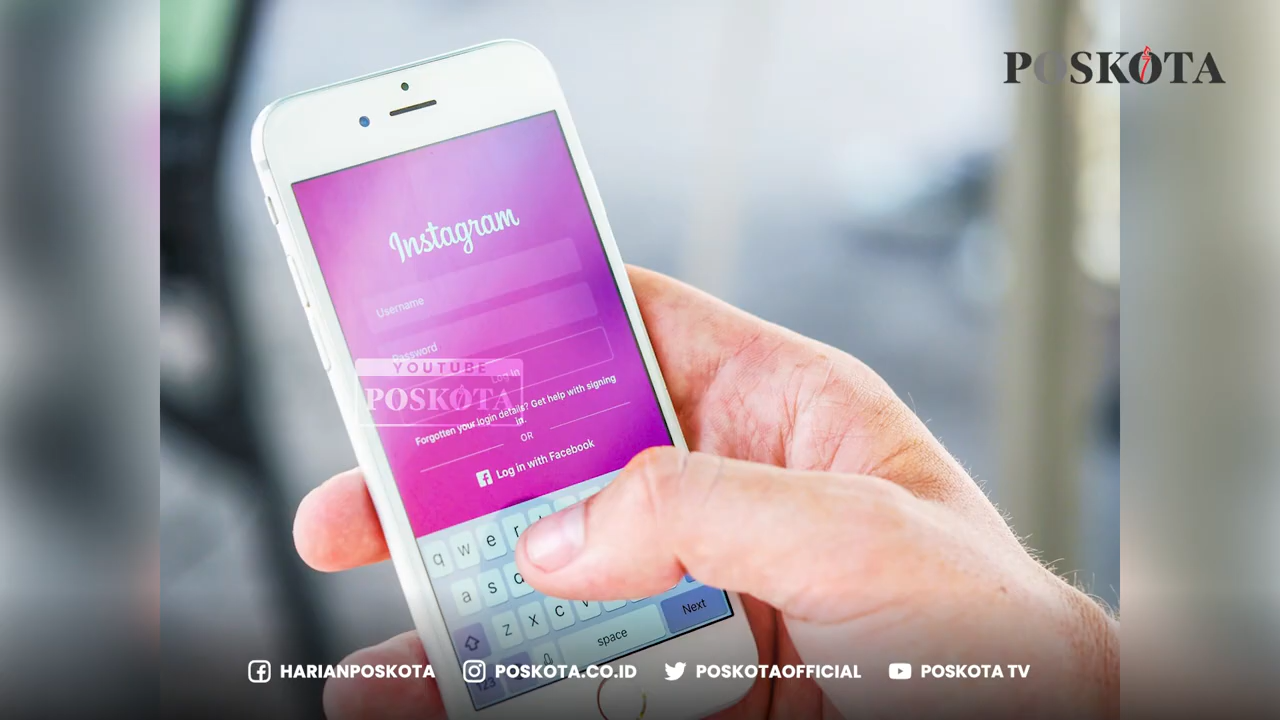 POSKOTA
Instagram
Username
Password
Log In
YOUTUBE
POSKOTA
Forgotten your login details? Get help with signing
in.
OR
Log in with Facebook
q w e r
a s d
z x c v
123
space
Next
HARIANPOSKOTA
POSKOTA.CO.ID
POSKOTAOFFICIAL
POSKOTA TV